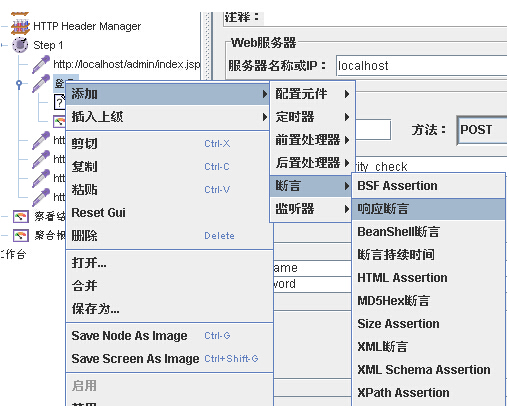 HTTP Header Manager
Step 1
http://localhost/admin/index.jsp
注释：
Web服务器
服务器名称或IP：
localhost
方法：
POST
添加
插入上级
剪切 Ctrl-X
复制 Ctrl-C
粘贴 Ctrl-V
Reset Gui
删除 Delete
打开...
合并
保存为...
Save Node As Image Ctrl-G
Save Screen As Image Ctrl+Shift-G
启用
配置元件
定时器
前置处理器
后置处理器
断言
监听器
BSF Assertion
响应断言
BeanShell断言
断言持续时间
HTML Assertion
MD5Hex断言
Size Assertion
XML断言
XML Schema Assertion
XPath Assertion
rity_check
ame
word
htt
htt
htt
htt
察看结
聚合报
工作台